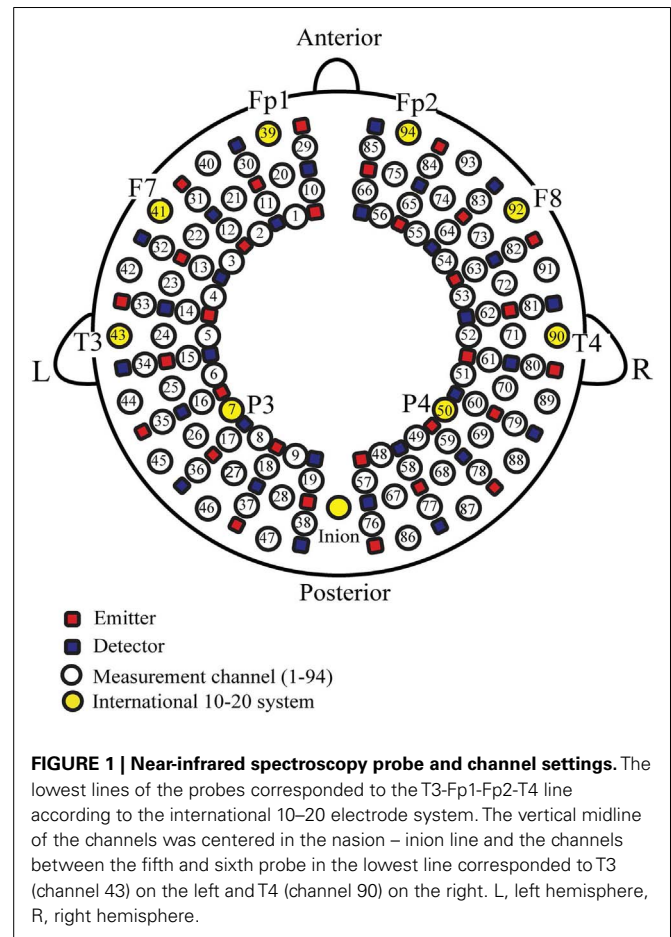 Anterior
Fp1 Fp2
39 94
29 85
40 30 20 75 84 93
F7 31 21 11 10 66 65 74 83 F8
41 1 56 92
22 12 2 55 64 73 82
32 13 3 54 63 72 91
42 23 4 53
33 14 62 81
T3 43 24 5 52 71 90 T4
L 34 15 6 51 61 80 R
44 25 16 70 89
35 7 P3 P4 50 60 79
26 17 8 49 59 69
45 36 27 18 9 48 58 68 78 88
19 57
46 37 28 67 77 87
38 76
47 Inion 86
Posterior
Emitter
Detector
Measurement channel (1-94)
International 10-20 system
FIGURE 1 | Near-infrared spectroscopy probe and channel settings. The
lowest lines of the probes corresponded to the T3-Fp1-Fp2-T4 line
according to the international 10–20 electrode system. The vertical midline
of the channels was centered in the nasion – inion line and the channels
between the fifth and sixth probe in the lowest line corresponded to T3
(channel 43) on the left and T4 (channel 90) on the right. L, left hemisphere,
R, right hemisphere.